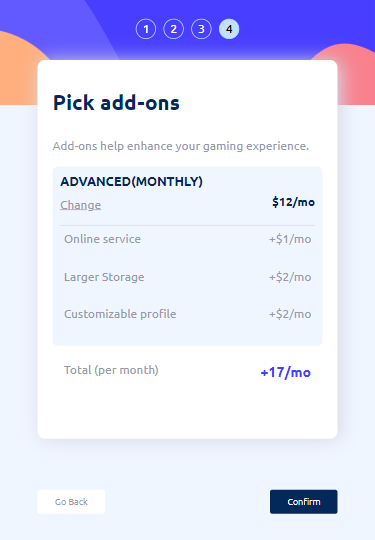 1 2 3 4
Pick add-ons
Add-ons help enhance your gaming experience.
ADVANCED(MONTHLY)
Change $12/mo
Online service +$1/mo
Larger Storage +$2/mo
Customizable profile +$2/mo
Total (per month) +17/mo
Go Back Confirm